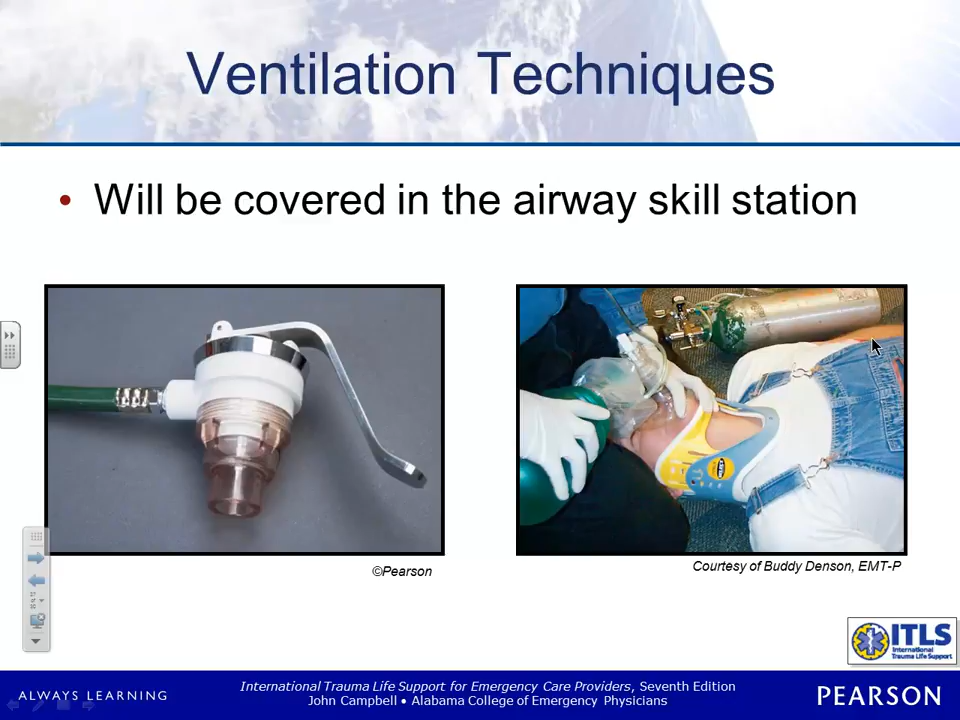 Ventilation Techniques
• Will be covered in the airway skill station
©Pearson
Courtesy of Buddy Denson, EMT-P
ITLS
International
Trauma Life Support
International Trauma Life Support for Emergency Care Providers, Seventh Edition
ALWAYS LEARNING
John Campbell • Alabama College of Emergency Physicians
PEARSON